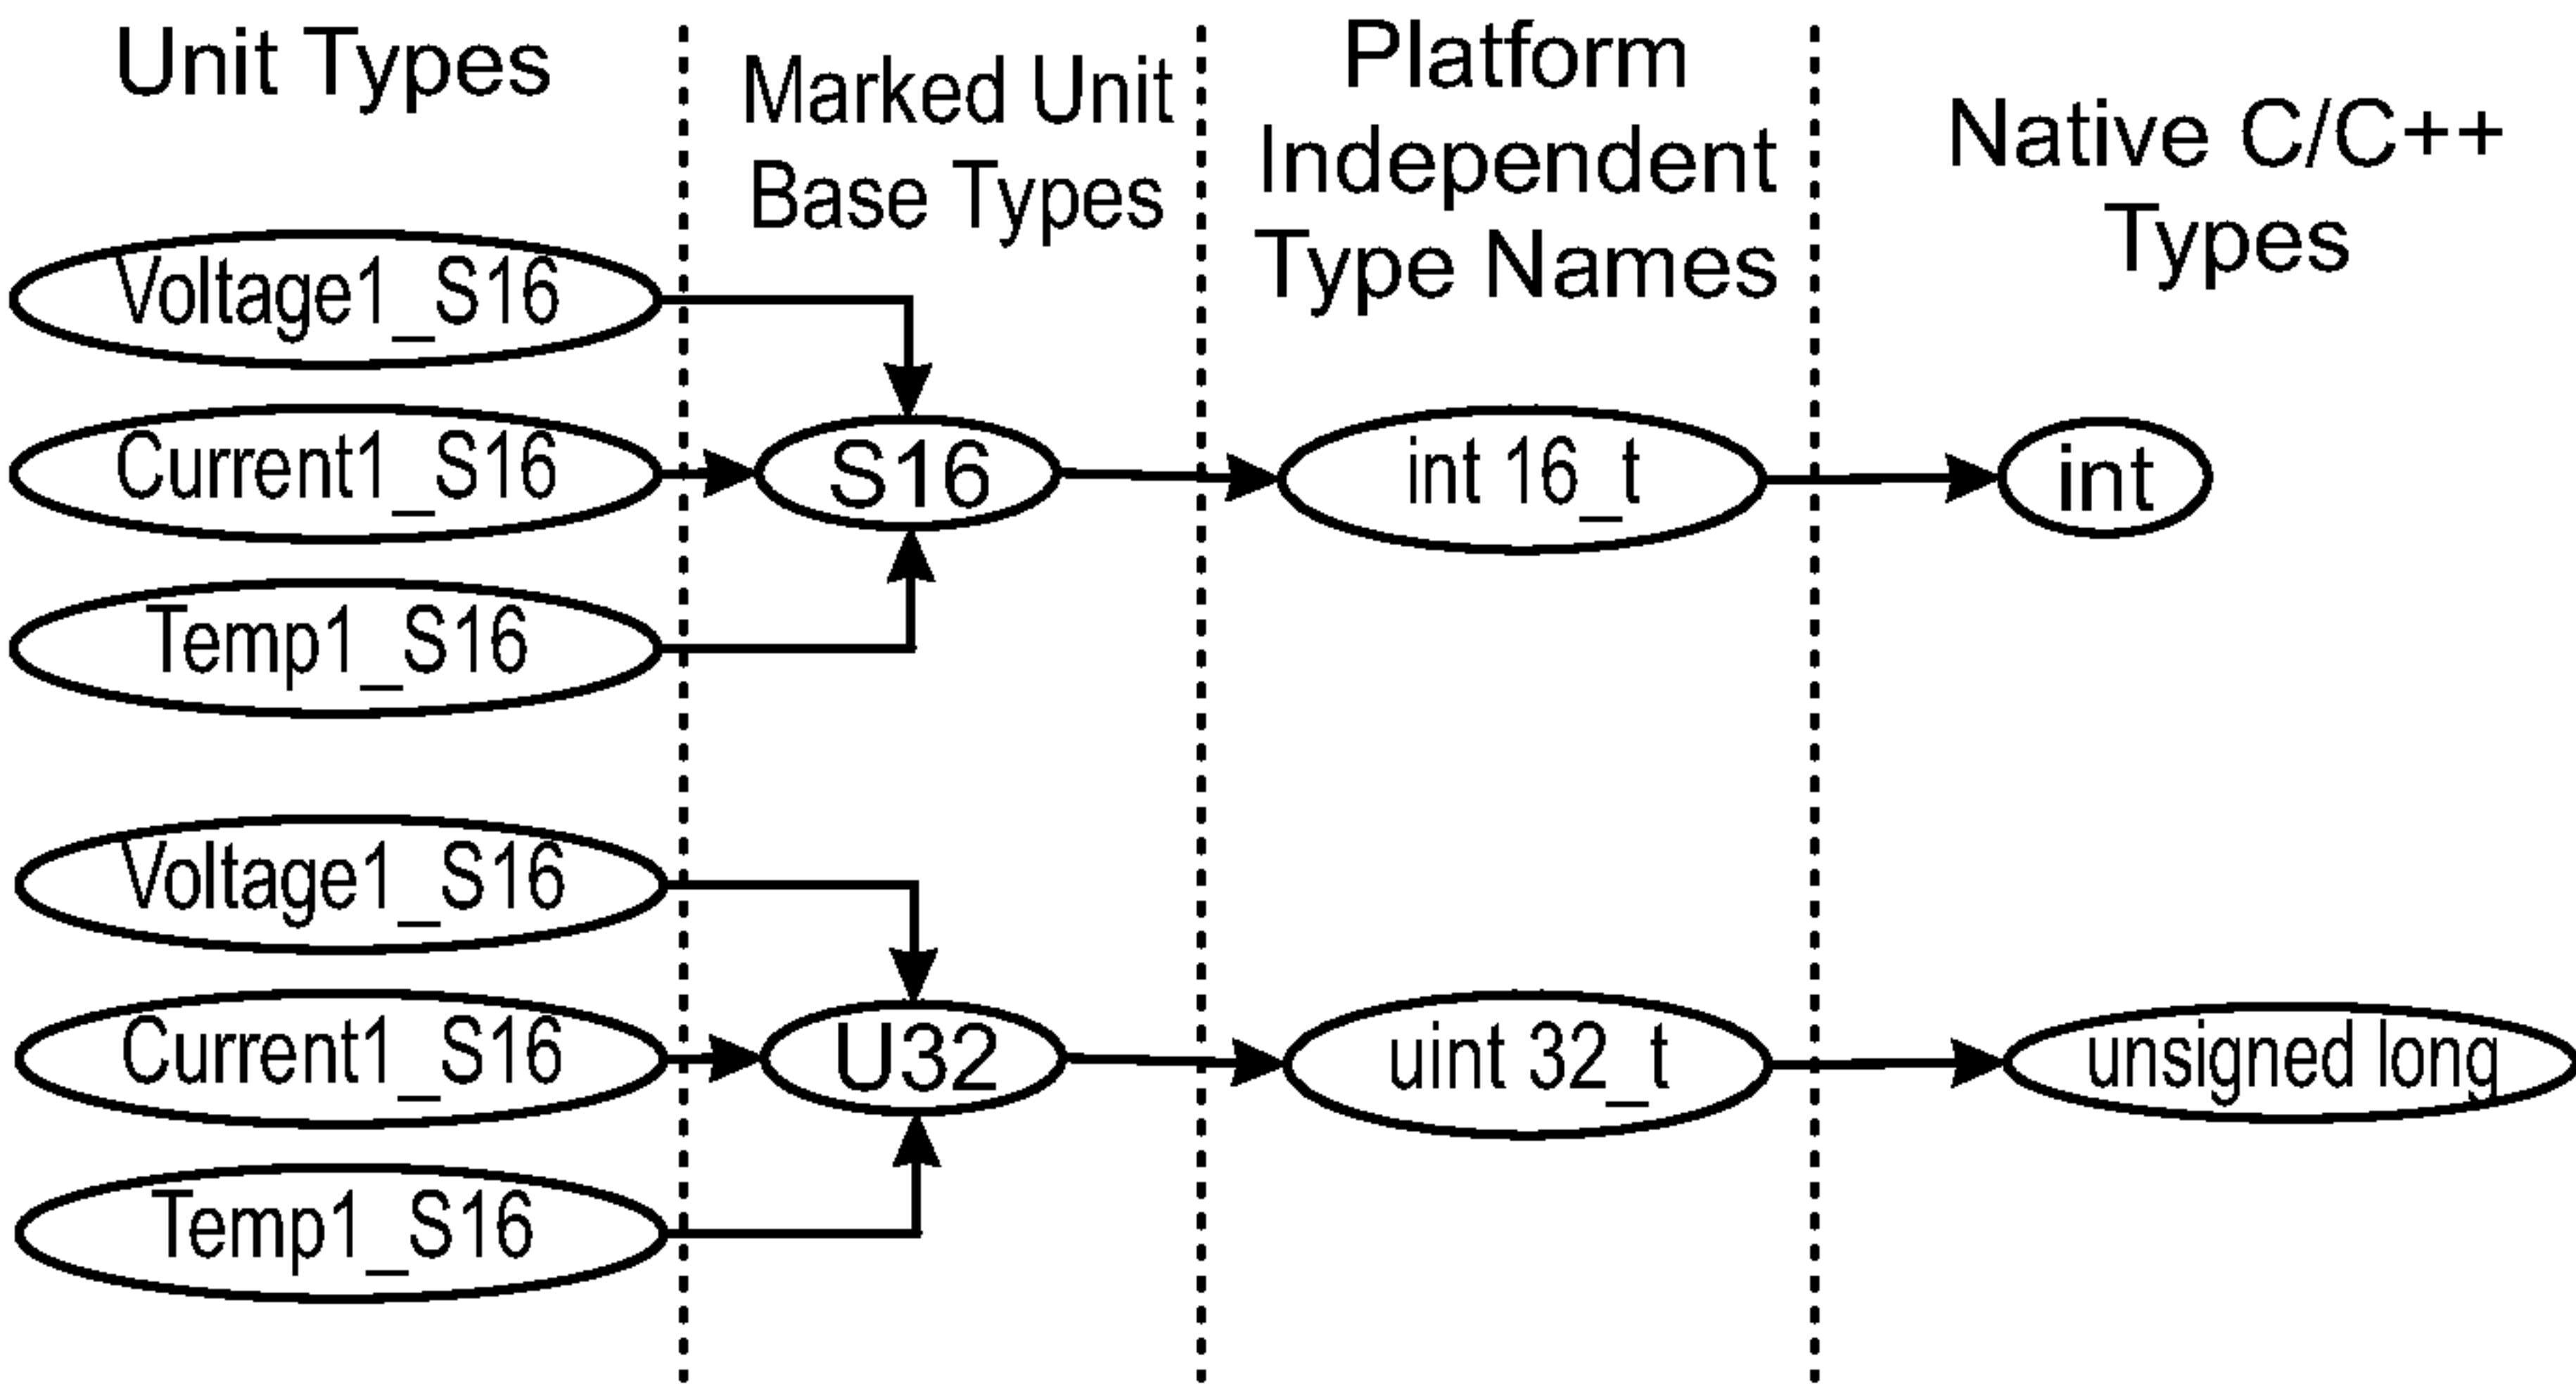 Unit Types
Marked Unit
Base Types
Platform
Independent
Type Names
Native C/C++
Types
Voltage1_S16
Current1_S16
Temp1_S16
S16
int 16_t
int
Voltage1_S16
Current1_S16
Temp1_S16
U32
uint 32_t
unsigned long